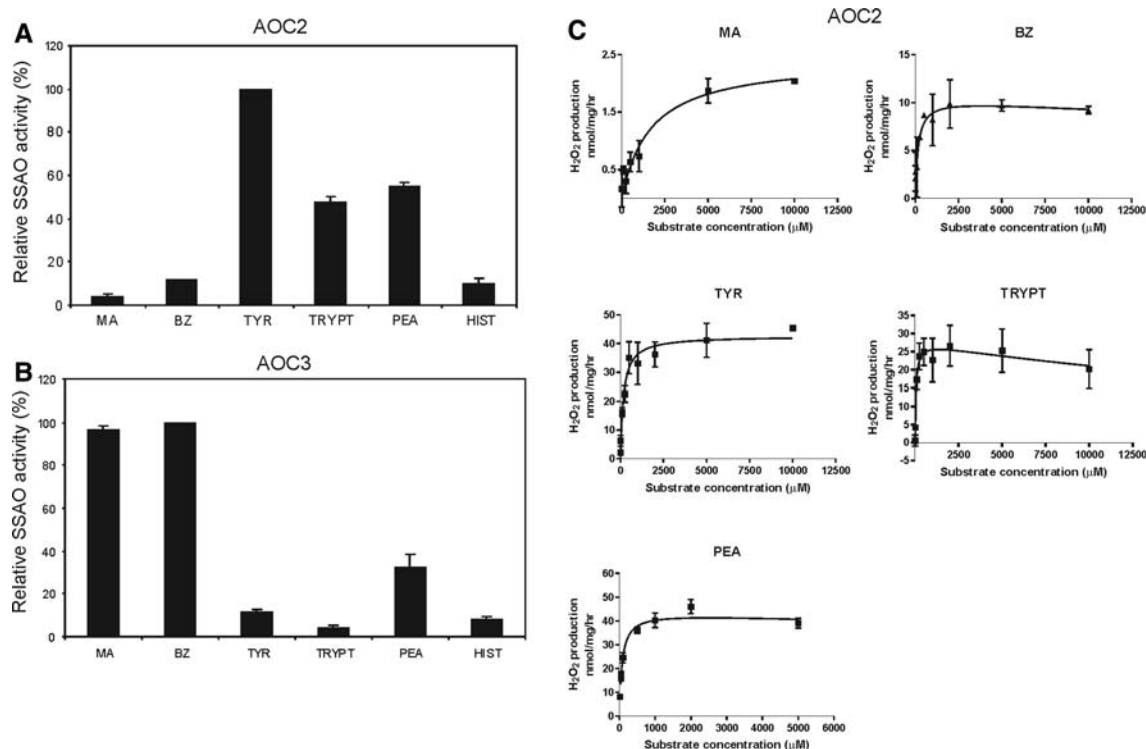 A
AOC2
Relative SSAO activity (%)
120
100
80
60
40
20
0
MA BZ TYR TRYPT PEA HIST
B
AOC3
Relative SSAO activity (%)
120
100
80
60
40
20
0
MA BZ TYR TRYPT PEA HIST
C
AOC2
MA
H₂O₂ production
nmol/mg/hr
2.5
1.5
0.5
0 2500 5000 7500 10000 12500
Substrate concentration (μM)
BZ
H₂O₂ production
nmol/mg/hr
15
10
5
0
2500 5000 7500 10000 12500
Substrate concentration (μM)
TYR
H₂O₂ production
nmol/mg/hr
50
40
30
20
10
0
0 2500 5000 7500 10000 12500
Substrate concentration (μM)
TRYPT
H₂O₂ production
nmol/mg/hr
35
30
25
20
15
10
5
0
-5
2500 5000 7500 10000 12500
Substrate concentration (μM)
PEA
H₂O₂ production
nmol/mg/hr
60
50
40
30
20
10
0
0 1000 2000 3000 4000 5000 6000
Substrate concentration (μM)